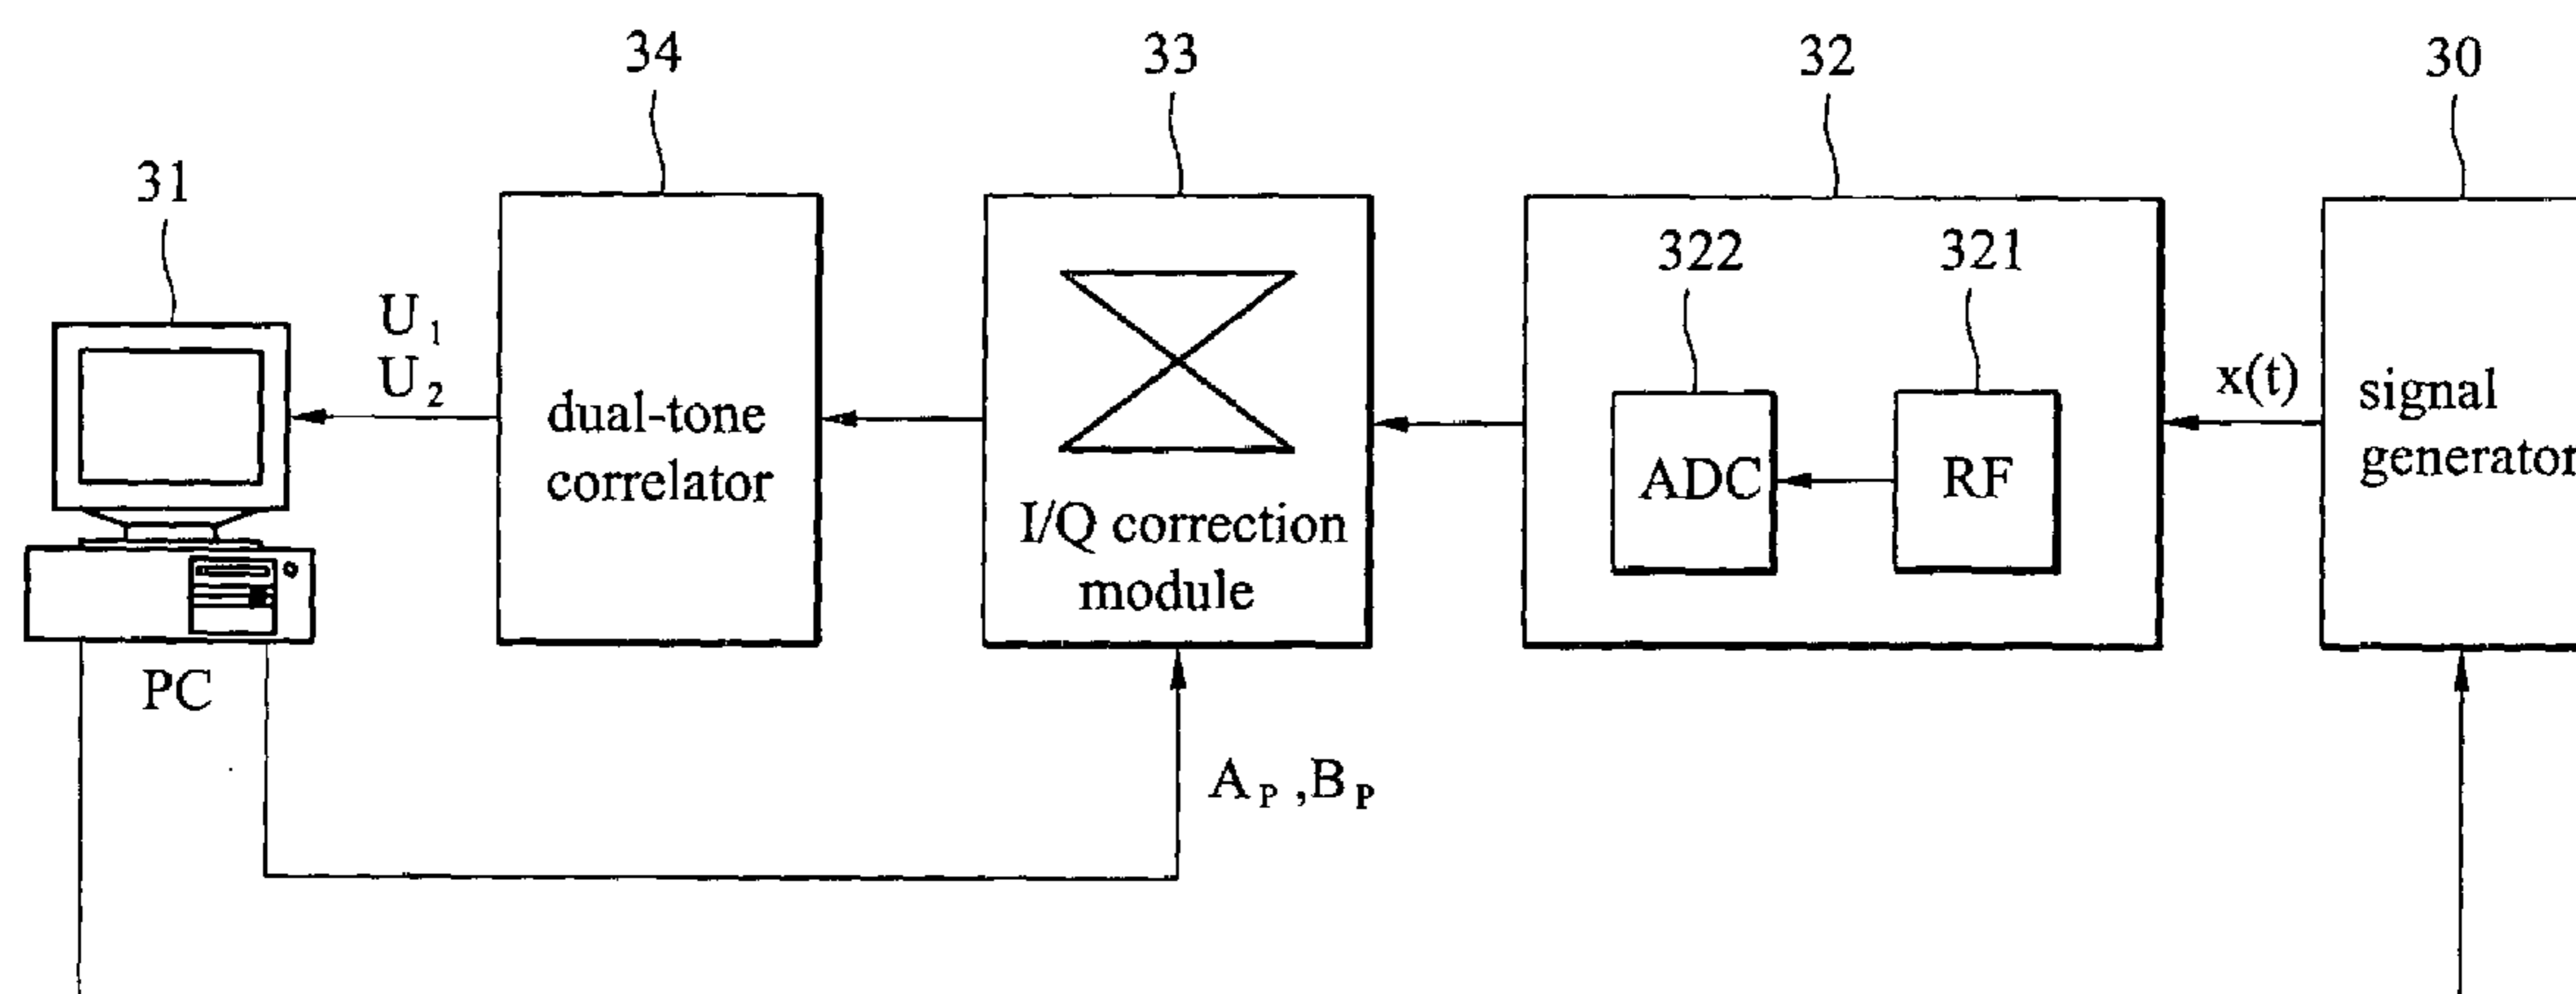 34
33
32
30
31
322
321
U1
U2
x(t)
signal
generator
dual-tone
correlator
ADC
RF
I/Q correction
module
PC
AP ,BP